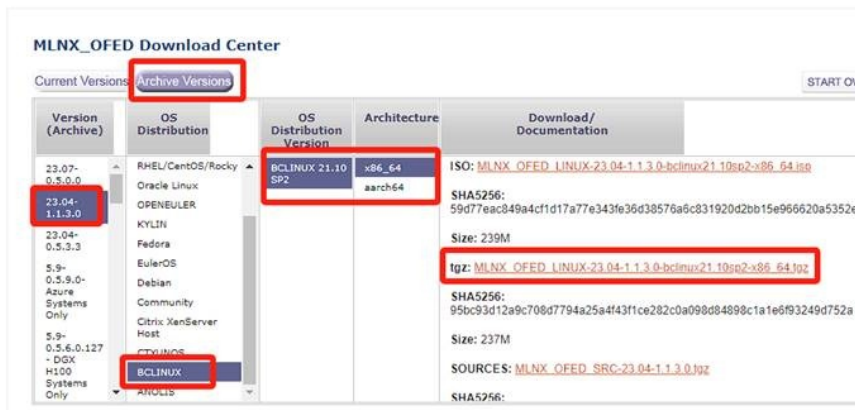 MLNX_OFED Download Center
Current Versions
Archive Versions
START
Version
(Archive)
OS
Distribution
OS
Distribution
Version
Architecture
Download/
Documentation
23.07-
0.5.0.0
23.04-
1.1.3.0
23.04-
0.5.3.3
5.9-
0.5.9.0-
Azure
Systems
Only
5.9-
0.5.6.0.127
- DGX
H100
Systems
Only
RHEL/CentOS/Rocky
Oracle Linux
OPENEULER
KYLIN
Fedora
EulerOS
Debian
Community
Citrix XenServer
Host
CTXUNOS
BCLINUX
ANOLIS
BCLINUX 21.10
SP2
x86_64
aarch64
ISO: MLNX_OFED_LINUX-23.04-1.1.3.0-bclinux21.10sp2-x86_64.iso
SHA5256:
59d77eac849a4cf1d17a77e343fe36d38576a6c831920d2bb15e966620a5352e
Size: 239M
tgz: MLNX_OFED_LINUX-23.04-1.1.3.0-bclinux21.10sp2-x86_64.tgz
SHA5256:
95bc93d12a9c708d7794a25a4f43f1ce282c0a098d84898c1a1e6f93249d752a
Size: 237M
SOURCES: MLNX_OFED_SRC-23.04-1.1.3.0.tgz
SHA5256: